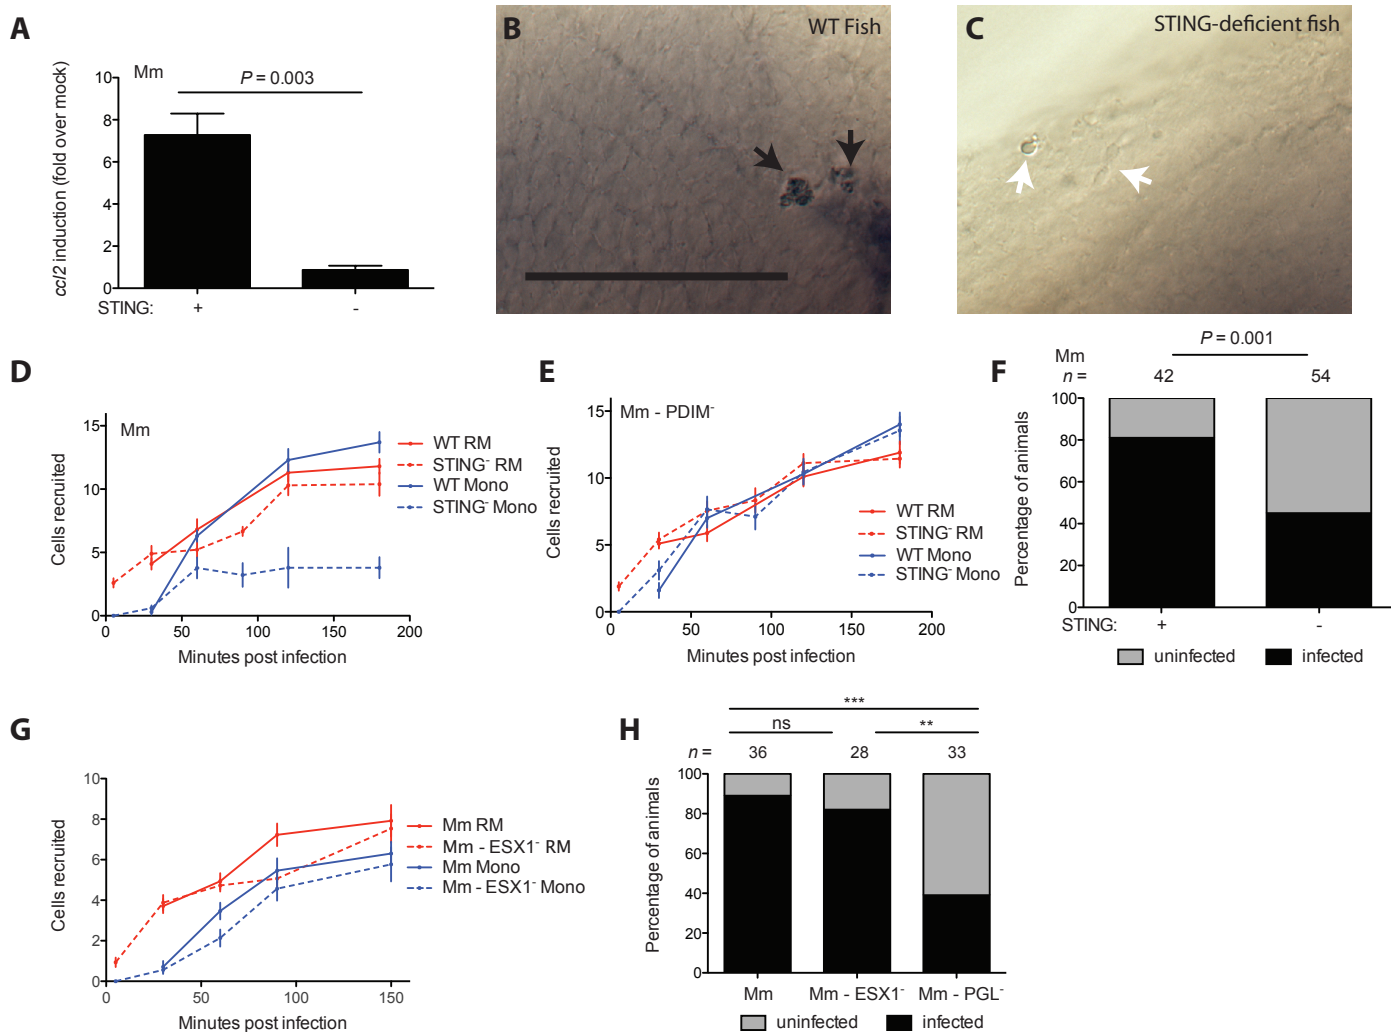 A
Mm
P = 0.003
ccl2 induction (fold over mock)
10
8
6
4
2
0
STING: + -
B
WT Fish
C
STING-deficient fish
D
Mm
Cells recruited
15
10
5
0
0 50 100 150 200
Minutes post infection
WT RM
STING⁻ RM
WT Mono
STING⁻ Mono
E
Mm - PDIM⁻
Cells recruited
15
10
5
0
0 50 100 150 200
Minutes post infection
WT RM
STING⁻ RM
WT Mono
STING⁻ Mono
F
P = 0.001
Mm
n = 42 54
Percentage of animals
100
80
60
40
20
0
STING: + -
uninfected infected
G
Cells recruited
10
8
6
4
2
0
0 50 100 150
Minutes post infection
Mm RM
Mm - ESX1⁻ RM
Mm Mono
Mm - ESX1⁻ Mono
H
***
ns **
n = 36 28 33
Percentage of animals
100
80
60
40
20
0
Mm Mm - ESX1⁻ Mm - PGL⁻
uninfected infected